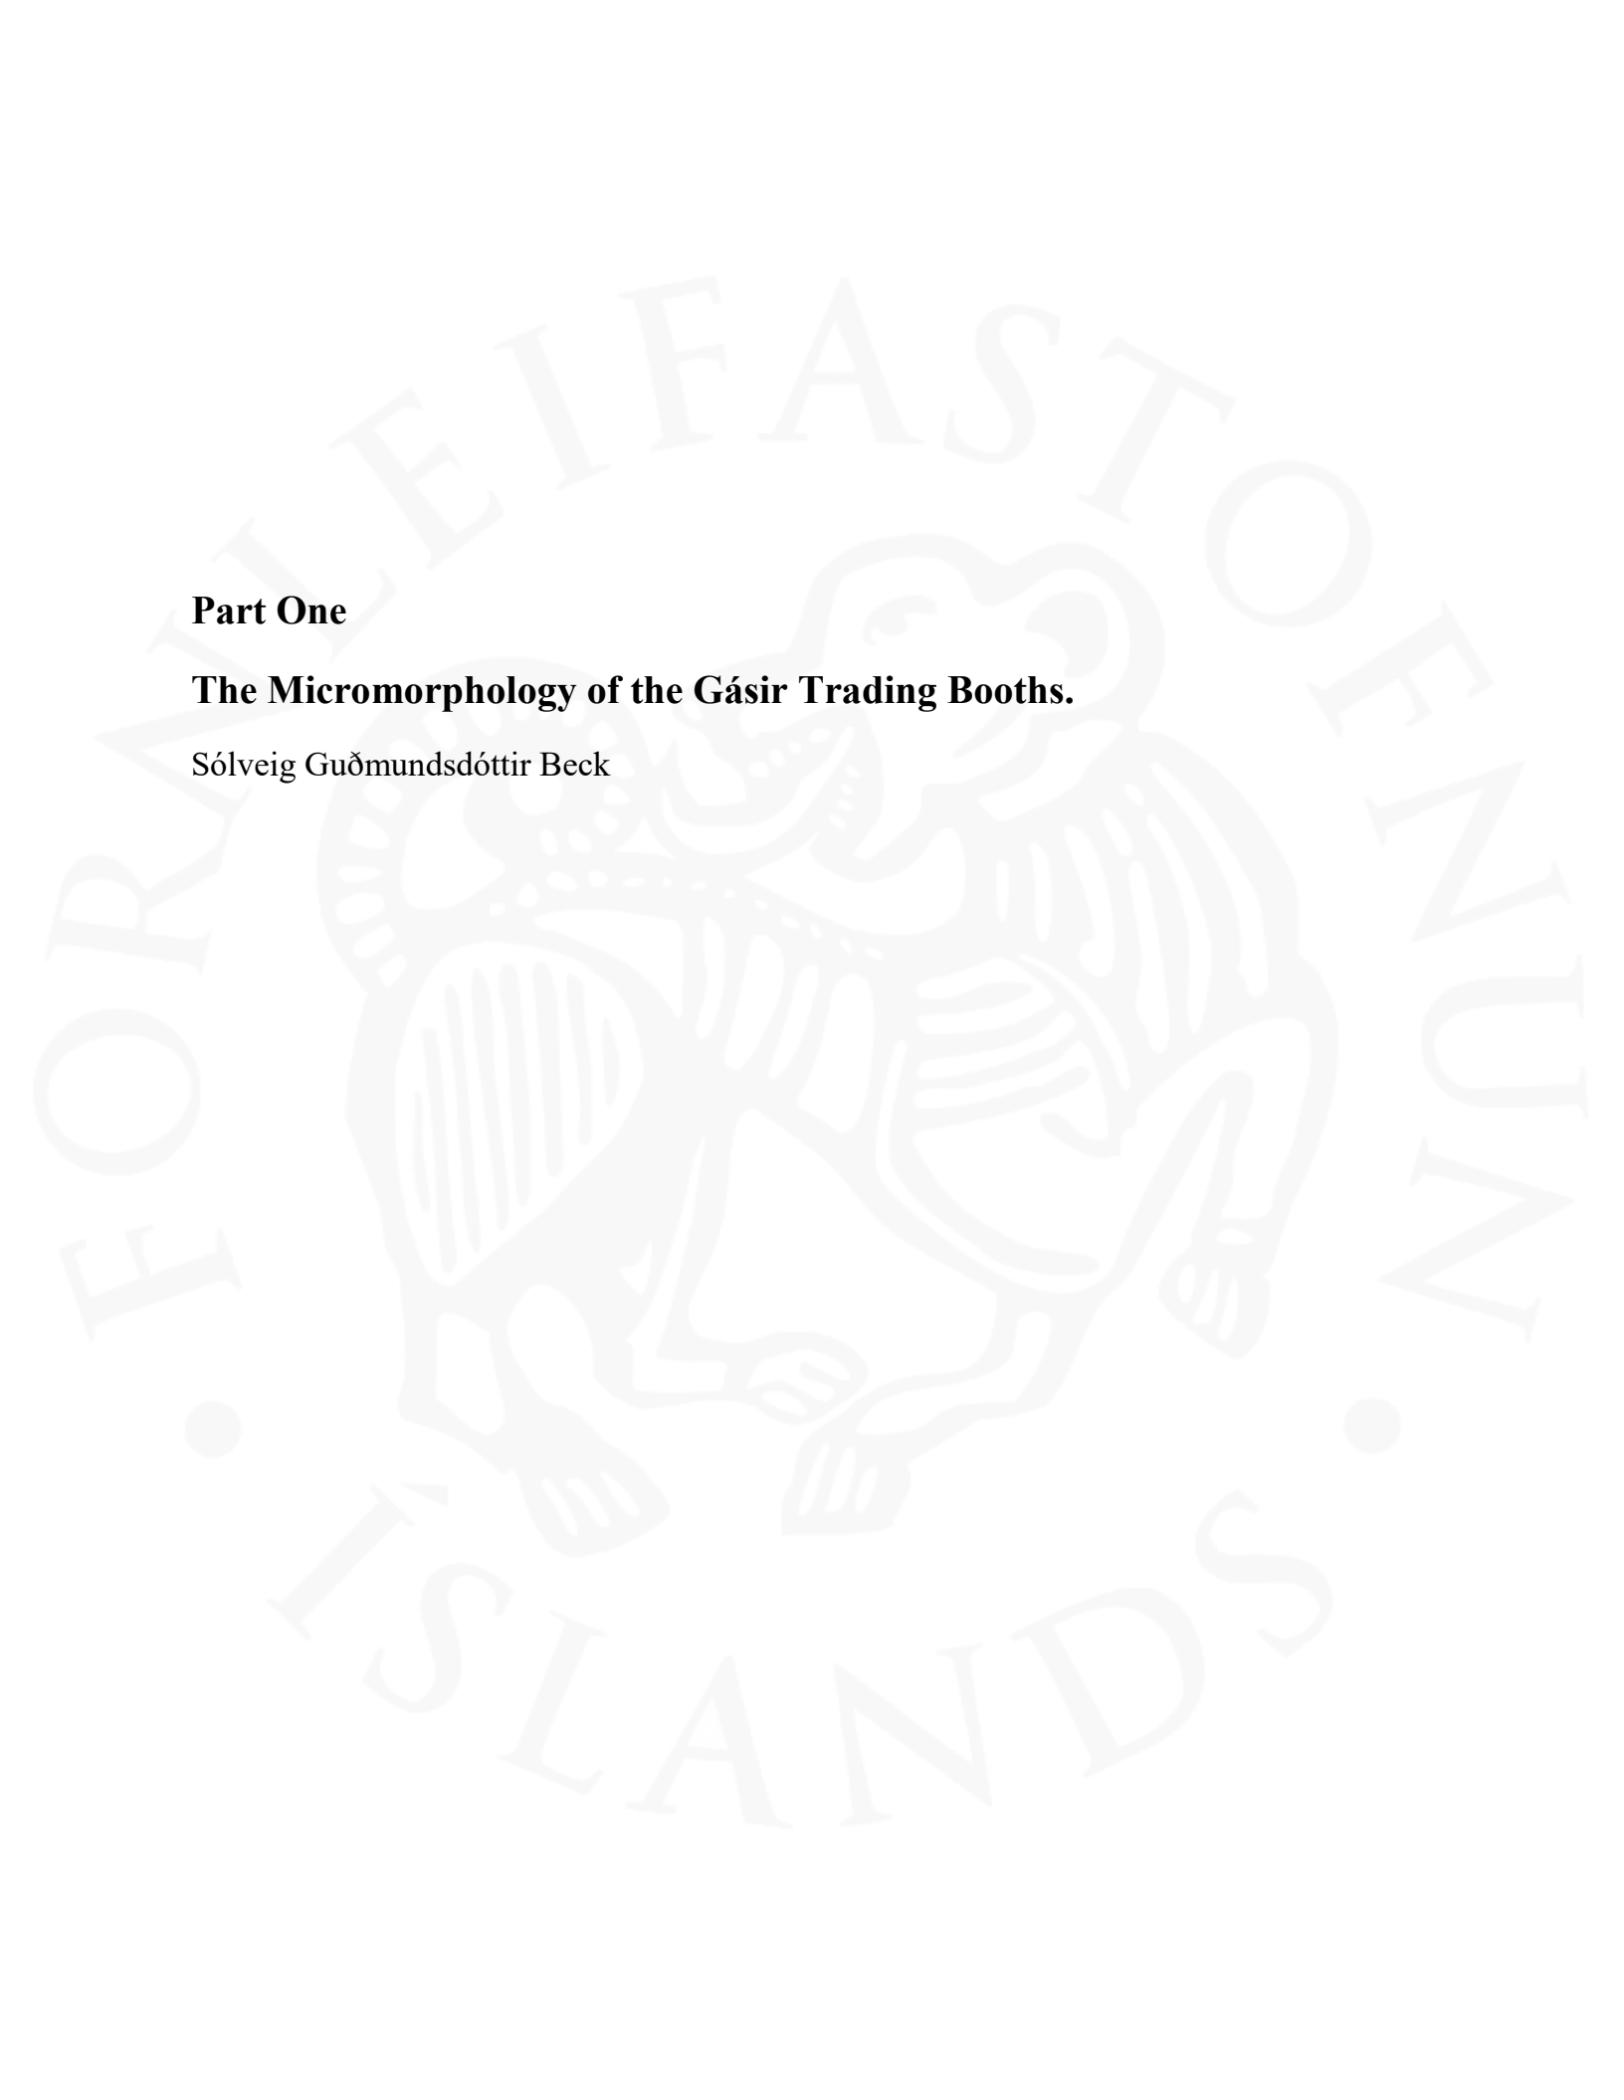 Part One
The Micromorphology of the Gásir Trading Booths.
Sólveig Guðmundsdóttir Beck
FORNLEIFASTOFNUN
• ÍSLANDS •